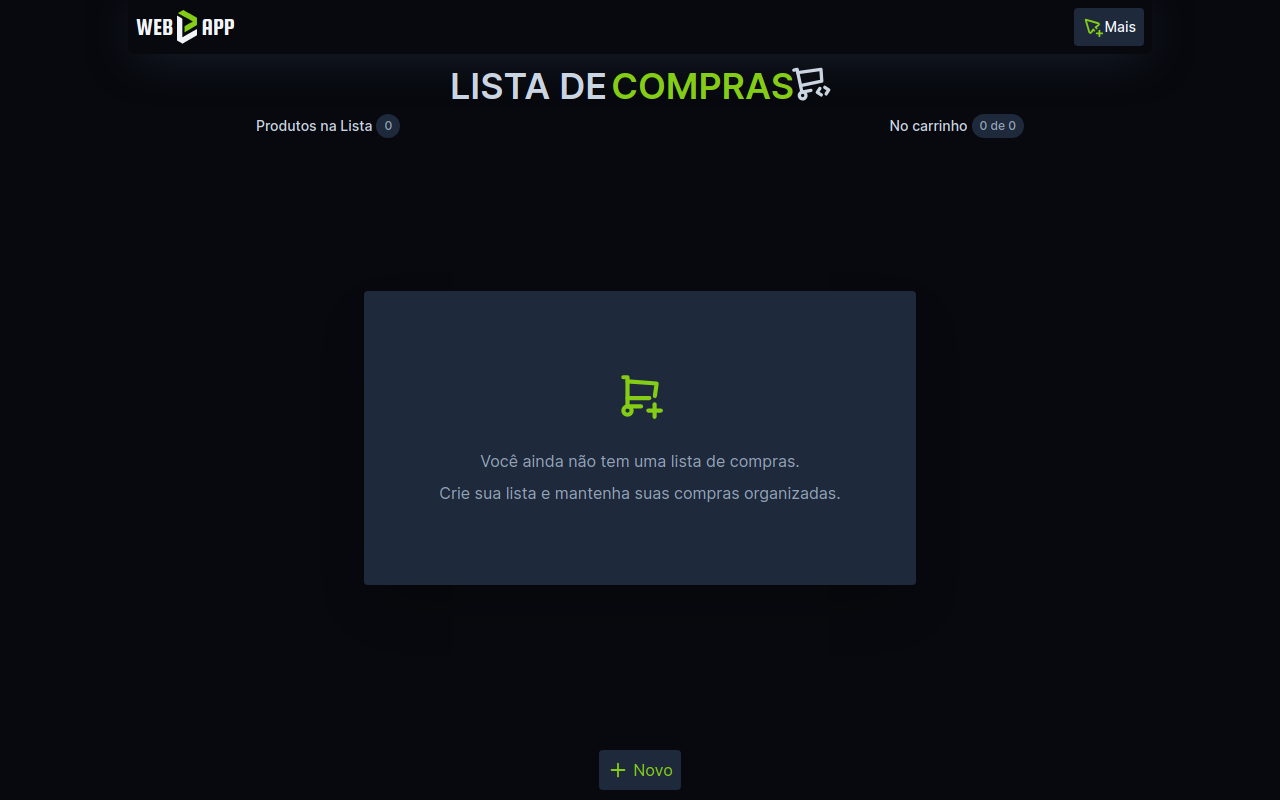 WEB APP
Mais
LISTA DE COMPRAS
Produtos na Lista 0
No carrinho 0 de 0
Você ainda não tem uma lista de compras.
Crie sua lista e mantenha suas compras organizadas.
Novo